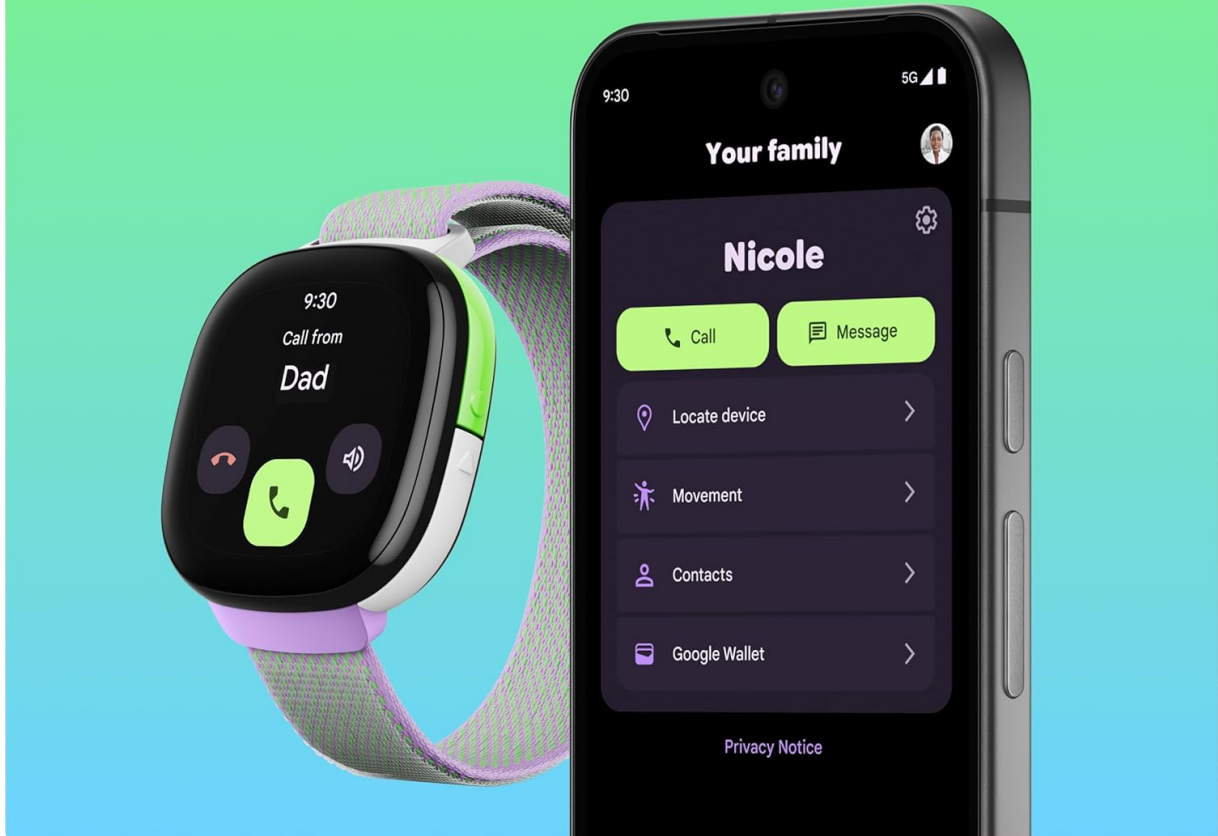 9:30
Call from
Dad
9:30
5G
Your family
Nicole
Call
Message
Locate device
Movement
Contacts
Google Wallet
Privacy Notice